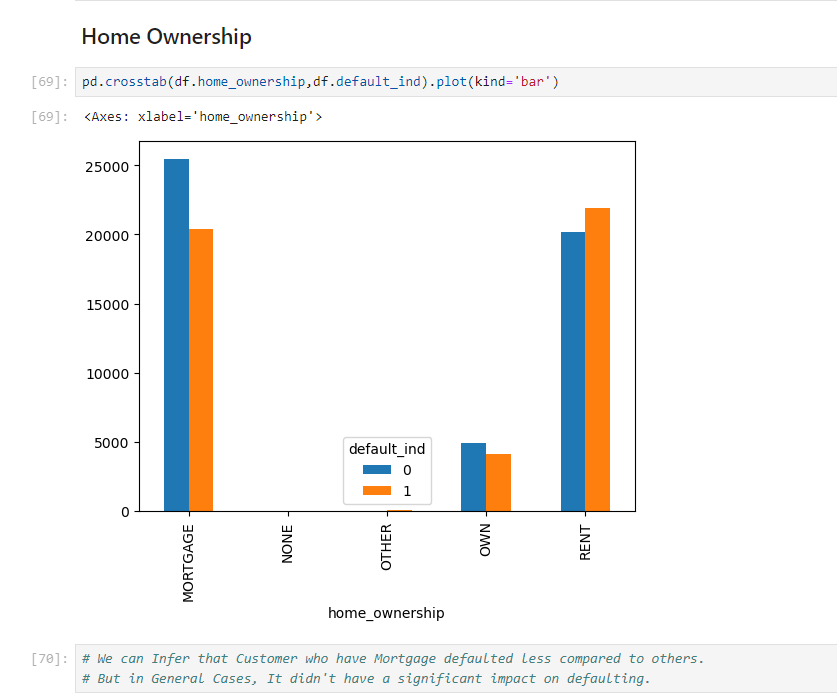 Home Ownership
[69]: pd.crosstab(df.home_ownership,df.default_ind).plot(kind='bar')
[69]: <Axes: xlabel='home_ownership'>
25000
20000
15000
10000
5000
0
default_ind
0
1
MORTGAGE
NONE
OTHER
OWN
RENT
home_ownership
[70]: # We can Infer that Customer who have Mortgage defaulted less compared to others.
# But in General Cases, It didn't have a significant impact on defaulting.